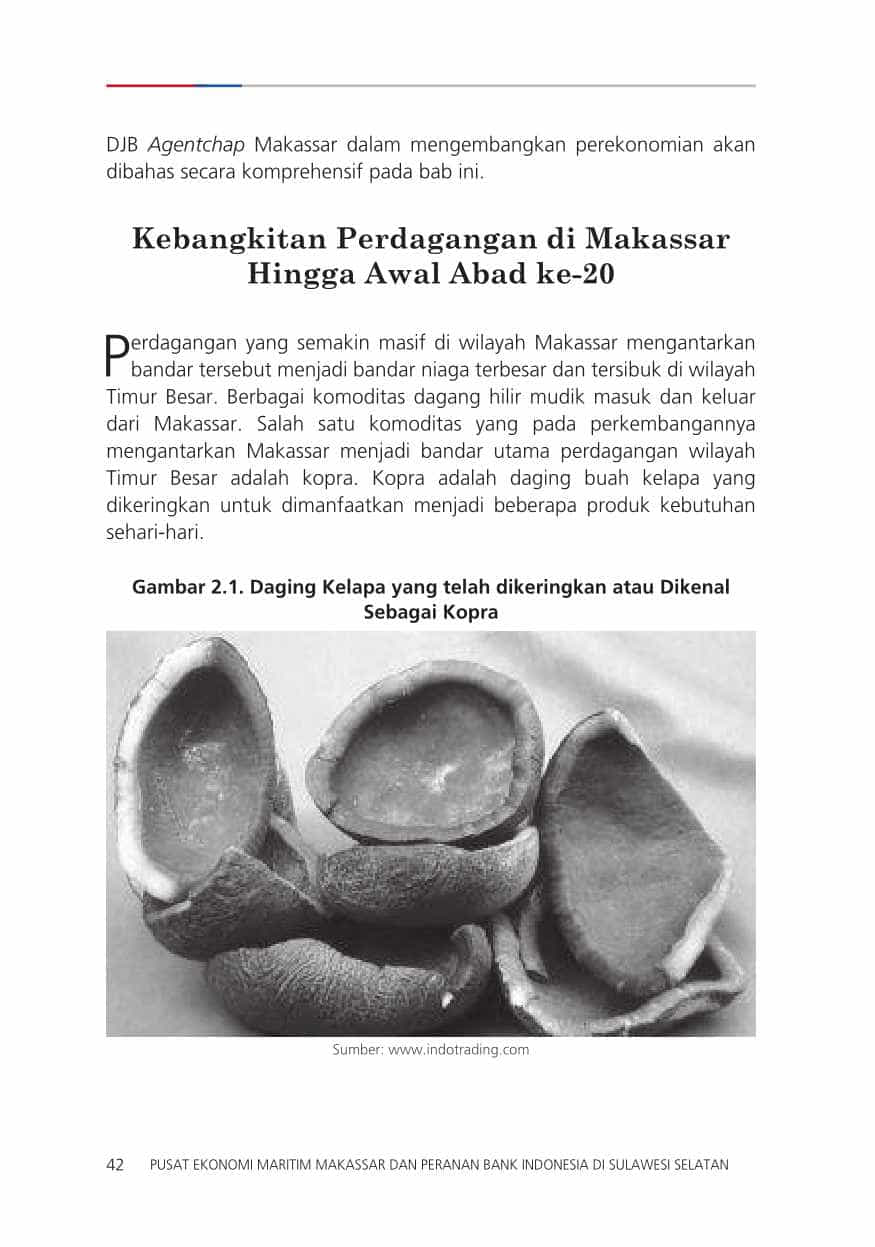 DJB Agentchap Makassar dalam mengembangkan perekonomian akan
dibahas secara komprehensif pada bab ini.
Kebangkitan Perdagangan di Makassar
Hingga Awal Abad ke-20
Perdagangan yang semakin masif di wilayah Makassar mengantarkan
bandar tersebut menjadi bandar niaga terbesar dan tersibuk di wilayah
Timur Besar. Berbagai komoditas dagang hilir mudik masuk dan keluar
dari Makassar. Salah satu komoditas yang pada perkembangannya
mengantarkan Makassar menjadi bandar utama perdagangan wilayah
Timur Besar adalah kopra. Kopra adalah daging buah kelapa yang
dikeringkan untuk dimanfaatkan menjadi beberapa produk kebutuhan
sehari-hari.
Gambar 2.1. Daging Kelapa yang telah dikeringkan atau Dikenal
Sebagai Kopra
Sumber: www.indotrading.com
42 PUSAT EKONOMI MARITIM MAKASSAR DAN PERANAN BANK INDONESIA DI SULAWESI SELATAN